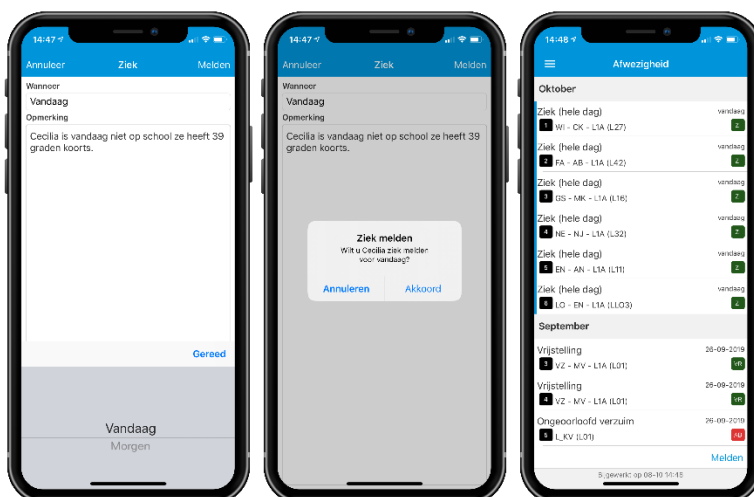 14:47
Annuleer Ziek Melden
Wanneer
Vandaag
Opmerking
Cecilia is vandaag niet op school ze heeft 39
graden koorts.
Gereed
Vandaag
Morgen
14:47
Annuleer Ziek Melden
Wanneer
Vandaag
Opmerking
Cecilia is vandaag niet op school ze heeft 39
graden koorts.
Ziek melden
Wilt u Cecilia ziek melden
voor vandaag?
Annuleren Akkoord
14:48
Afwezigheid
Oktober
Ziek (hele dag) vandaag
1 WI - CK - L1A (L27) Z
Ziek (hele dag) vandaag
2 FA - AB - L1A (L42) Z
Ziek (hele dag) vandaag
3 GS - MK - L1A (L16) Z
Ziek (hele dag) vandaag
4 NE - NJ - L1A (L32) Z
Ziek (hele dag) vandaag
5 EN - AN - L1A (L11) Z
Ziek (hele dag) vandaag
6 LO - EN - L1A (LLO3) Z
September
Vrijstelling 26-09-2019
3 VZ - MV - L1A (L01) VR
Vrijstelling 26-09-2019
4 VZ - MV - L1A (L01) VR
Ongeoorloofd verzuim 26-09-2019
5 L_KV (L01) AO
Melden
Bijgewerkt op 08-10 14:48